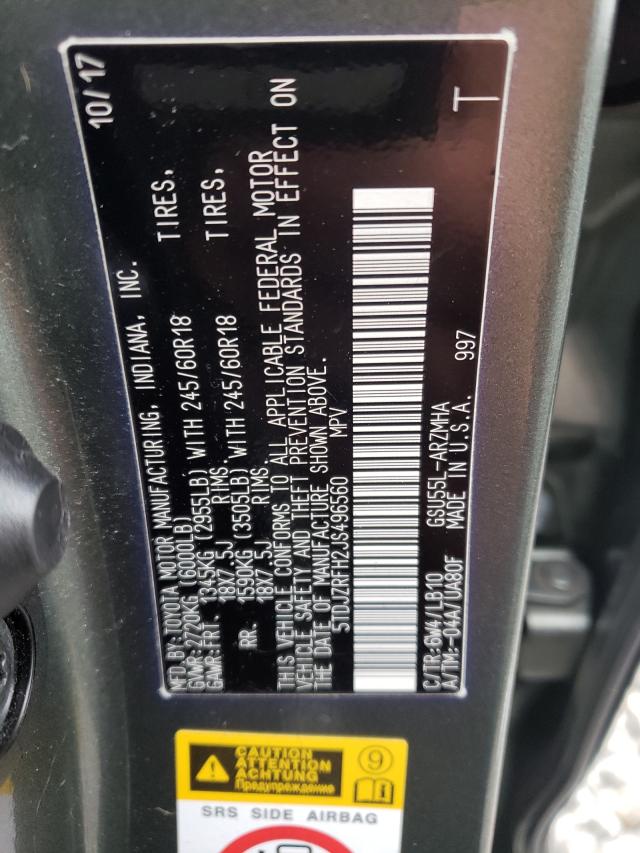 MFD. BY: TOYOTA MOTOR MANUFACTURING, INDIANA, INC. 10/17
GVWR: 2720KG (6000LB)
GAWR: FRT. 1345KG (2955LB) WITH 245/60R18 TIRES,
18X7.5J RIMS,
RR. 1590KG (3505LB) WITH 245/60R18 TIRES,
18X7.5J RIMS.
THIS VEHICLE CONFORMS TO ALL APPLICABLE FEDERAL MOTOR
VEHICLE SAFETY AND THEFT PREVENTION STANDARDS IN EFFECT ON
THE DATE OF MANUFACTURE SHOWN ABOVE.
5TDJZRFH2JS496560 MPV
C/TR: 6W4/LB10 GSU55L-ARZMHA
A/TM: -04A/UA80F MADE IN U.S.A. 997
T
CAUTION
ATTENTION
ACHTUNG
Предупреждение
9
SRS SIDE AIRBAG